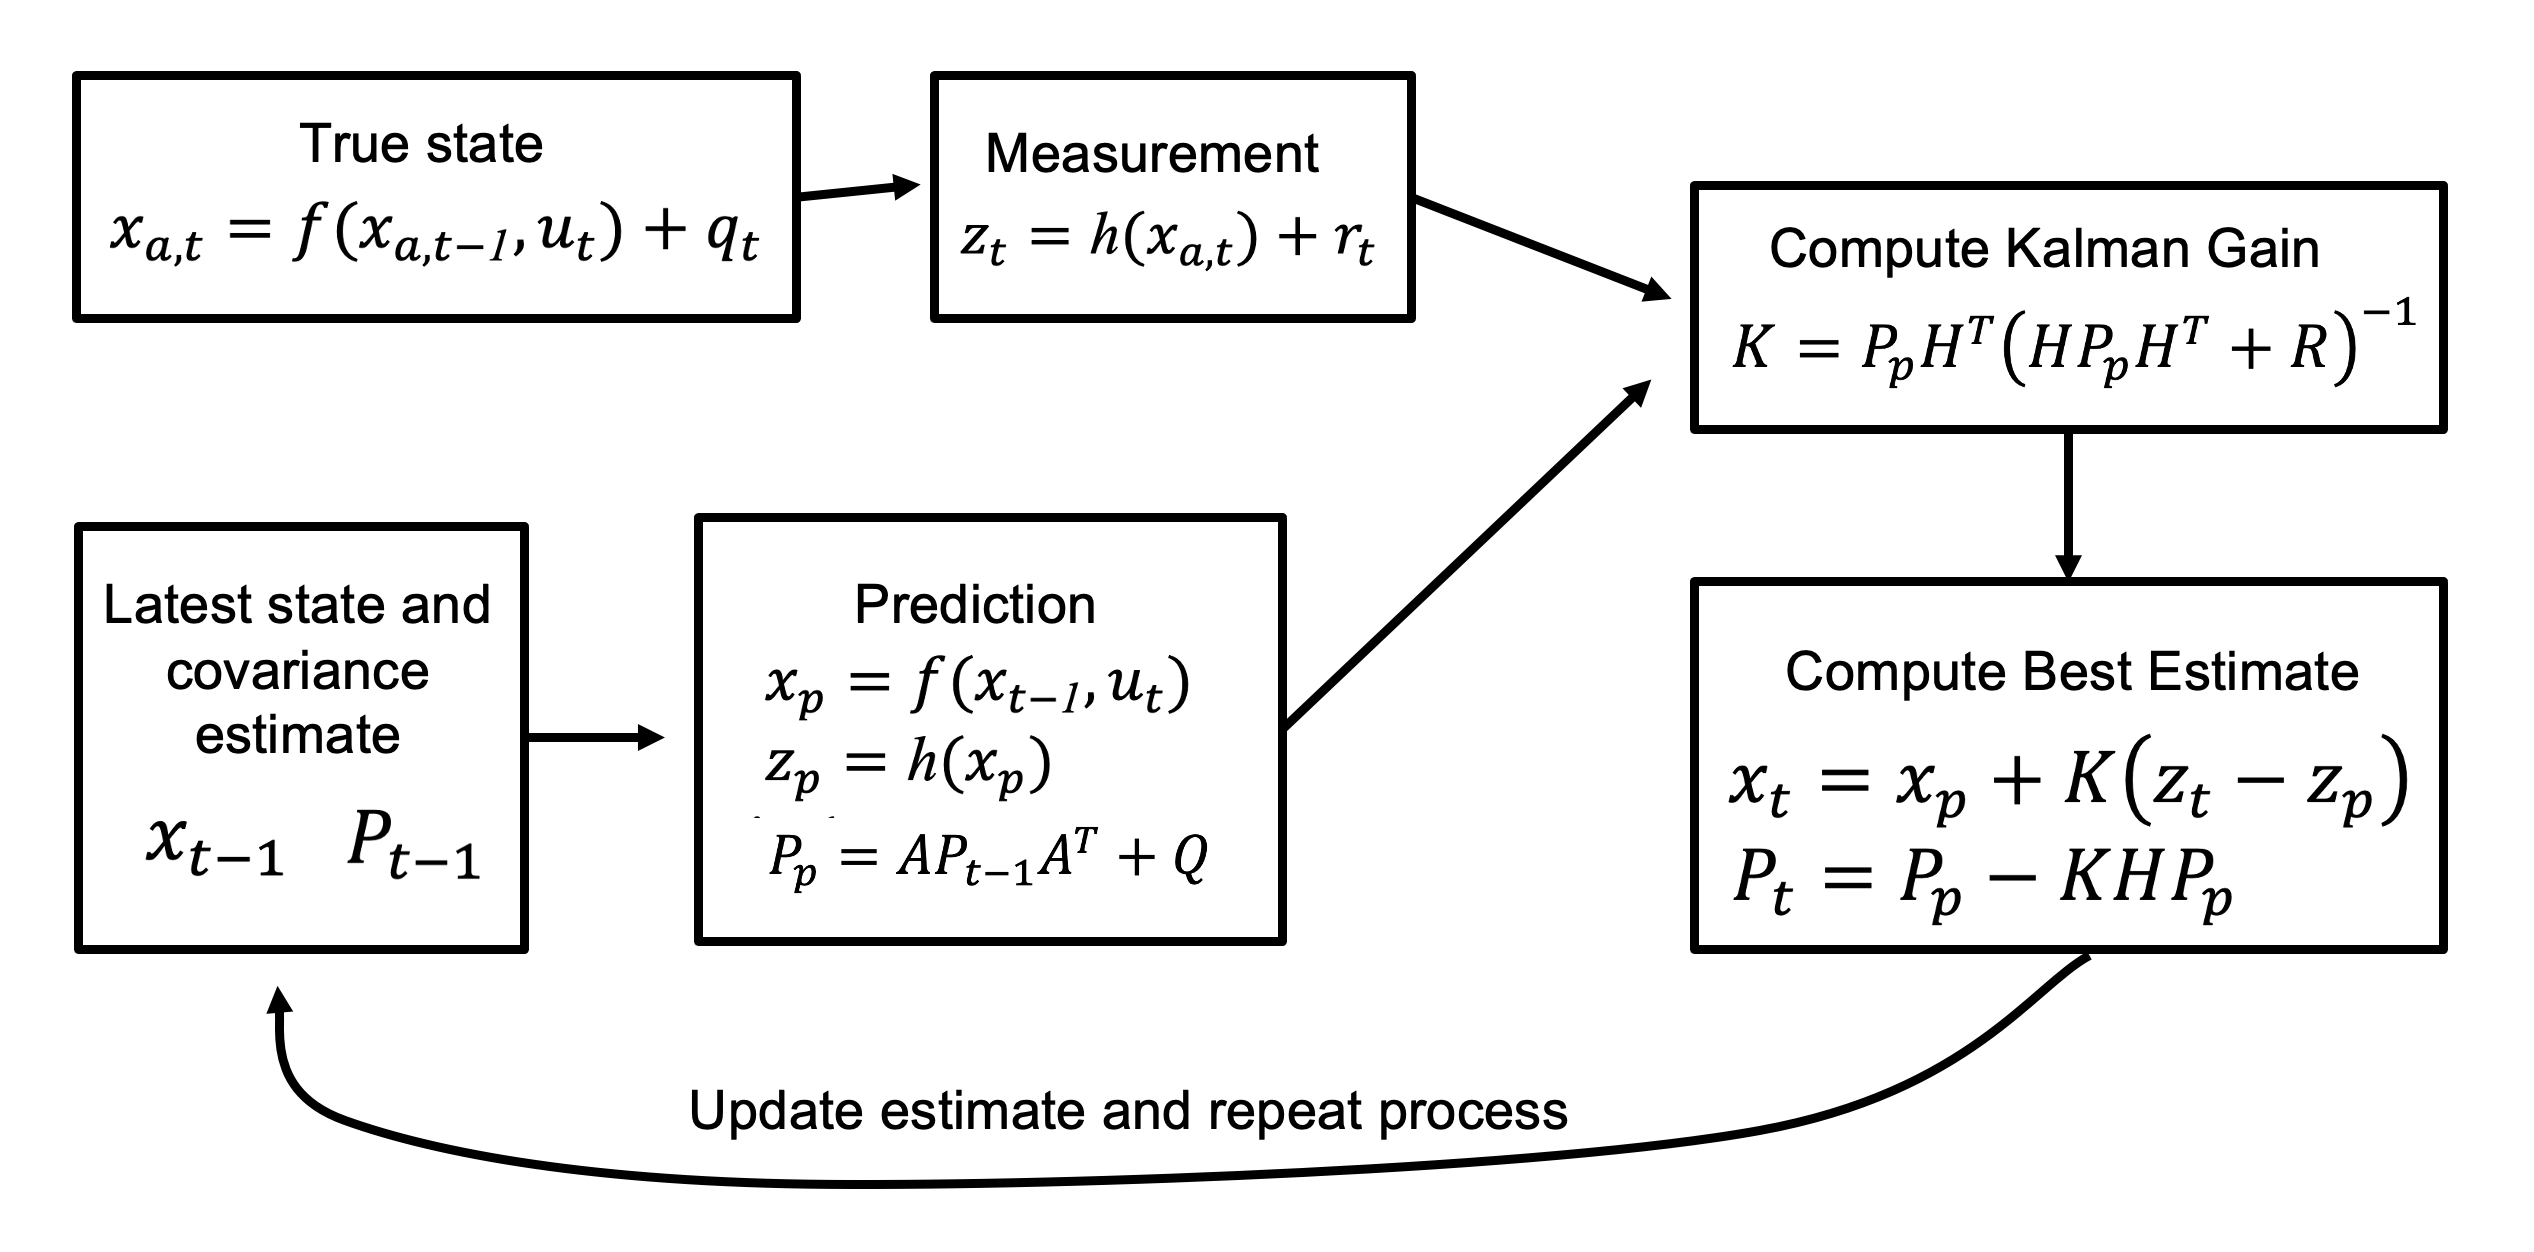 True state
x_{a,t} = f(x_{a,t-1}, u_t) + q_t
Measurement
z_t = h(x_{a,t}) + r_t
Compute Kalman Gain
K = P_p H^T (H P_p H^T + R)^{-1}
Latest state and
covariance
estimate
x_{t-1} P_{t-1}
Prediction
x_p = f(x_{t-1}, u_t)
z_p = h(x_p)
P_p = A P_{t-1} A^T + Q
Compute Best Estimate
x_t = x_p + K(z_t - z_p)
P_t = P_p - K H P_p
Update estimate and repeat process